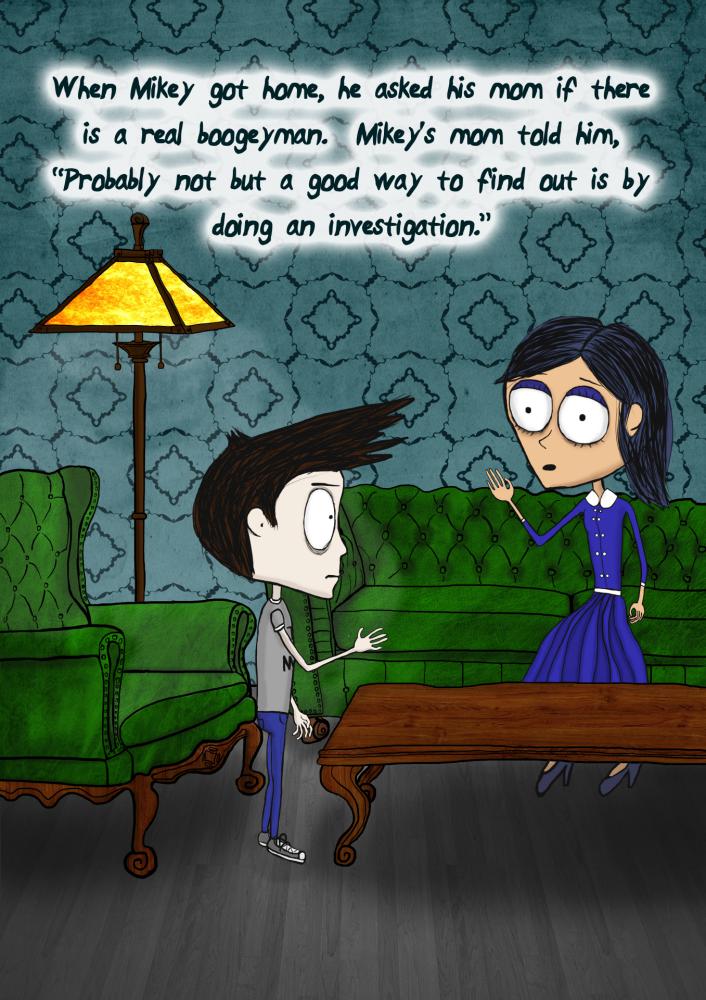 When Mikey got home, he asked his mom if there
is a real boogeyman. Mikey's mom told him,
“Probably not but a good way to find out is by
doing an investigation.”
M